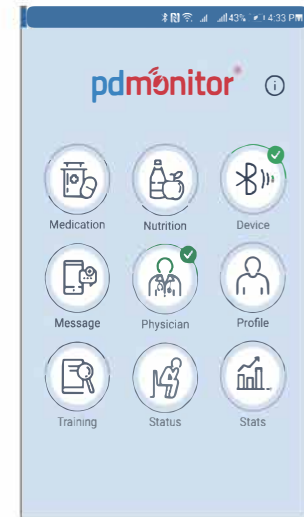 43% 4:33 PM
pdmonitor
Medication Nutrition Device
Message Physician Profile
Training Status Stats